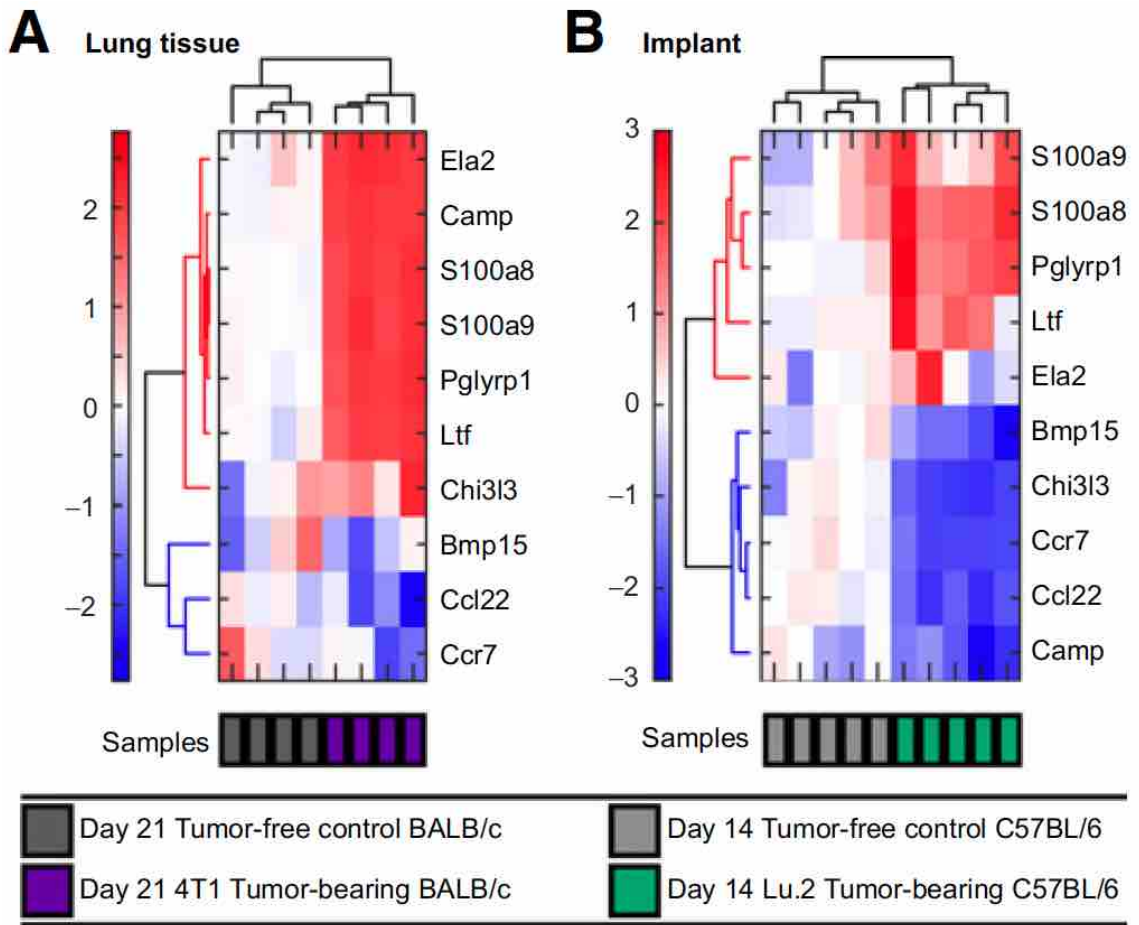 A Lung tissue
Ela2
Camp
S100a8
S100a9
Pglyrp1
Ltf
Chi3l3
Bmp15
Ccl22
Ccr7
2
1
0
–1
–2
Samples
B Implant
3
2
1
0
–1
–2
–3
S100a9
S100a8
Pglyrp1
Ltf
Ela2
Bmp15
Chi3l3
Ccr7
Ccl22
Camp
Samples
Day 21 Tumor-free control BALB/c
Day 21 4T1 Tumor-bearing BALB/c
Day 14 Tumor-free control C57BL/6
Day 14 Lu.2 Tumor-bearing C57BL/6